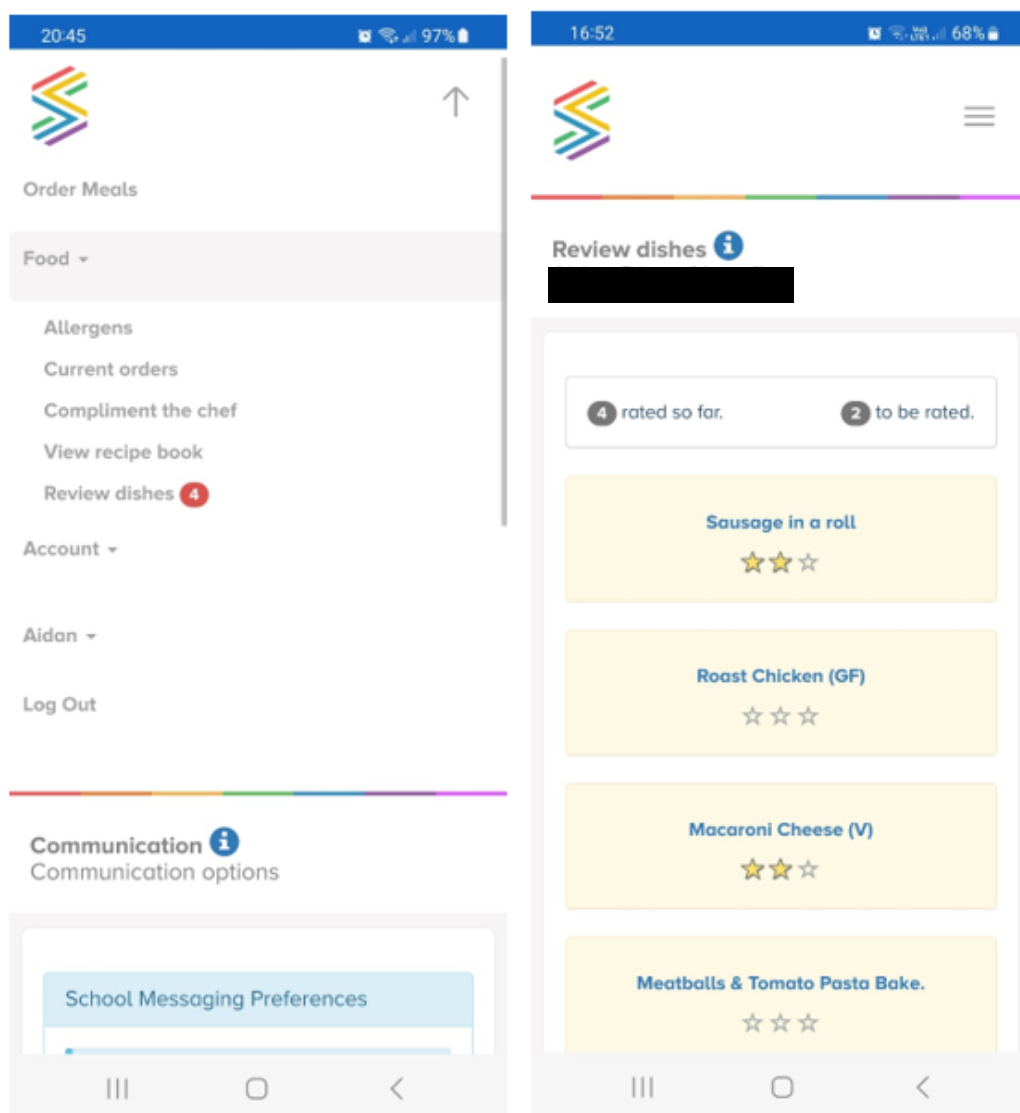 20:45
97%
Order Meals
Food
Allergens
Current orders
Compliment the chef
View recipe book
Review dishes 4
Account
Aidan
Log Out
Communication i
Communication options
School Messaging Preferences
16:52
68%
Review dishes i
4 rated so far. 2 to be rated.
Sausage in a roll
Roast Chicken (GF)
Macaroni Cheese (V)
Meatballs & Tomato Pasta Bake.